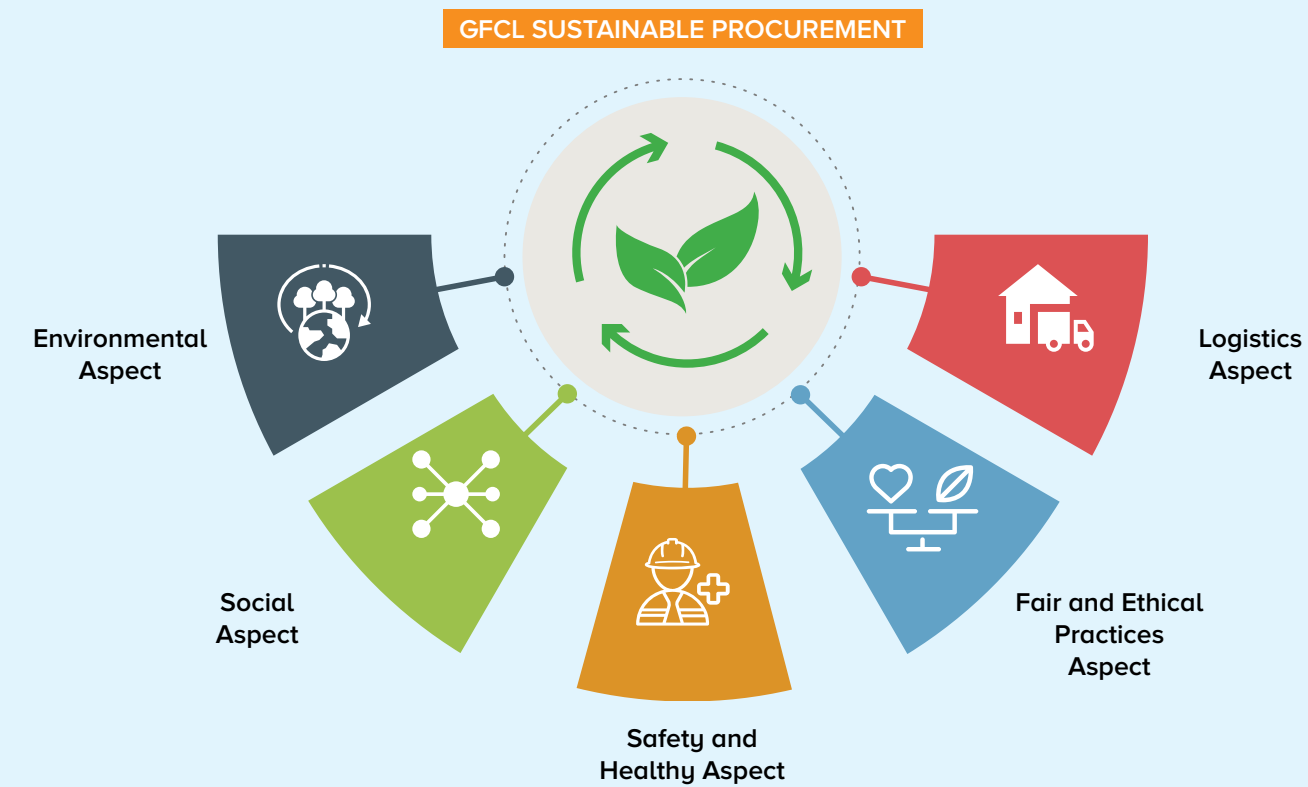 GFCL SUSTAINABLE PROCUREMENT
Environmental
Aspect
Social
Aspect
Safety and
Healthy Aspect
Fair and Ethical
Practices
Aspect
Logistics
Aspect